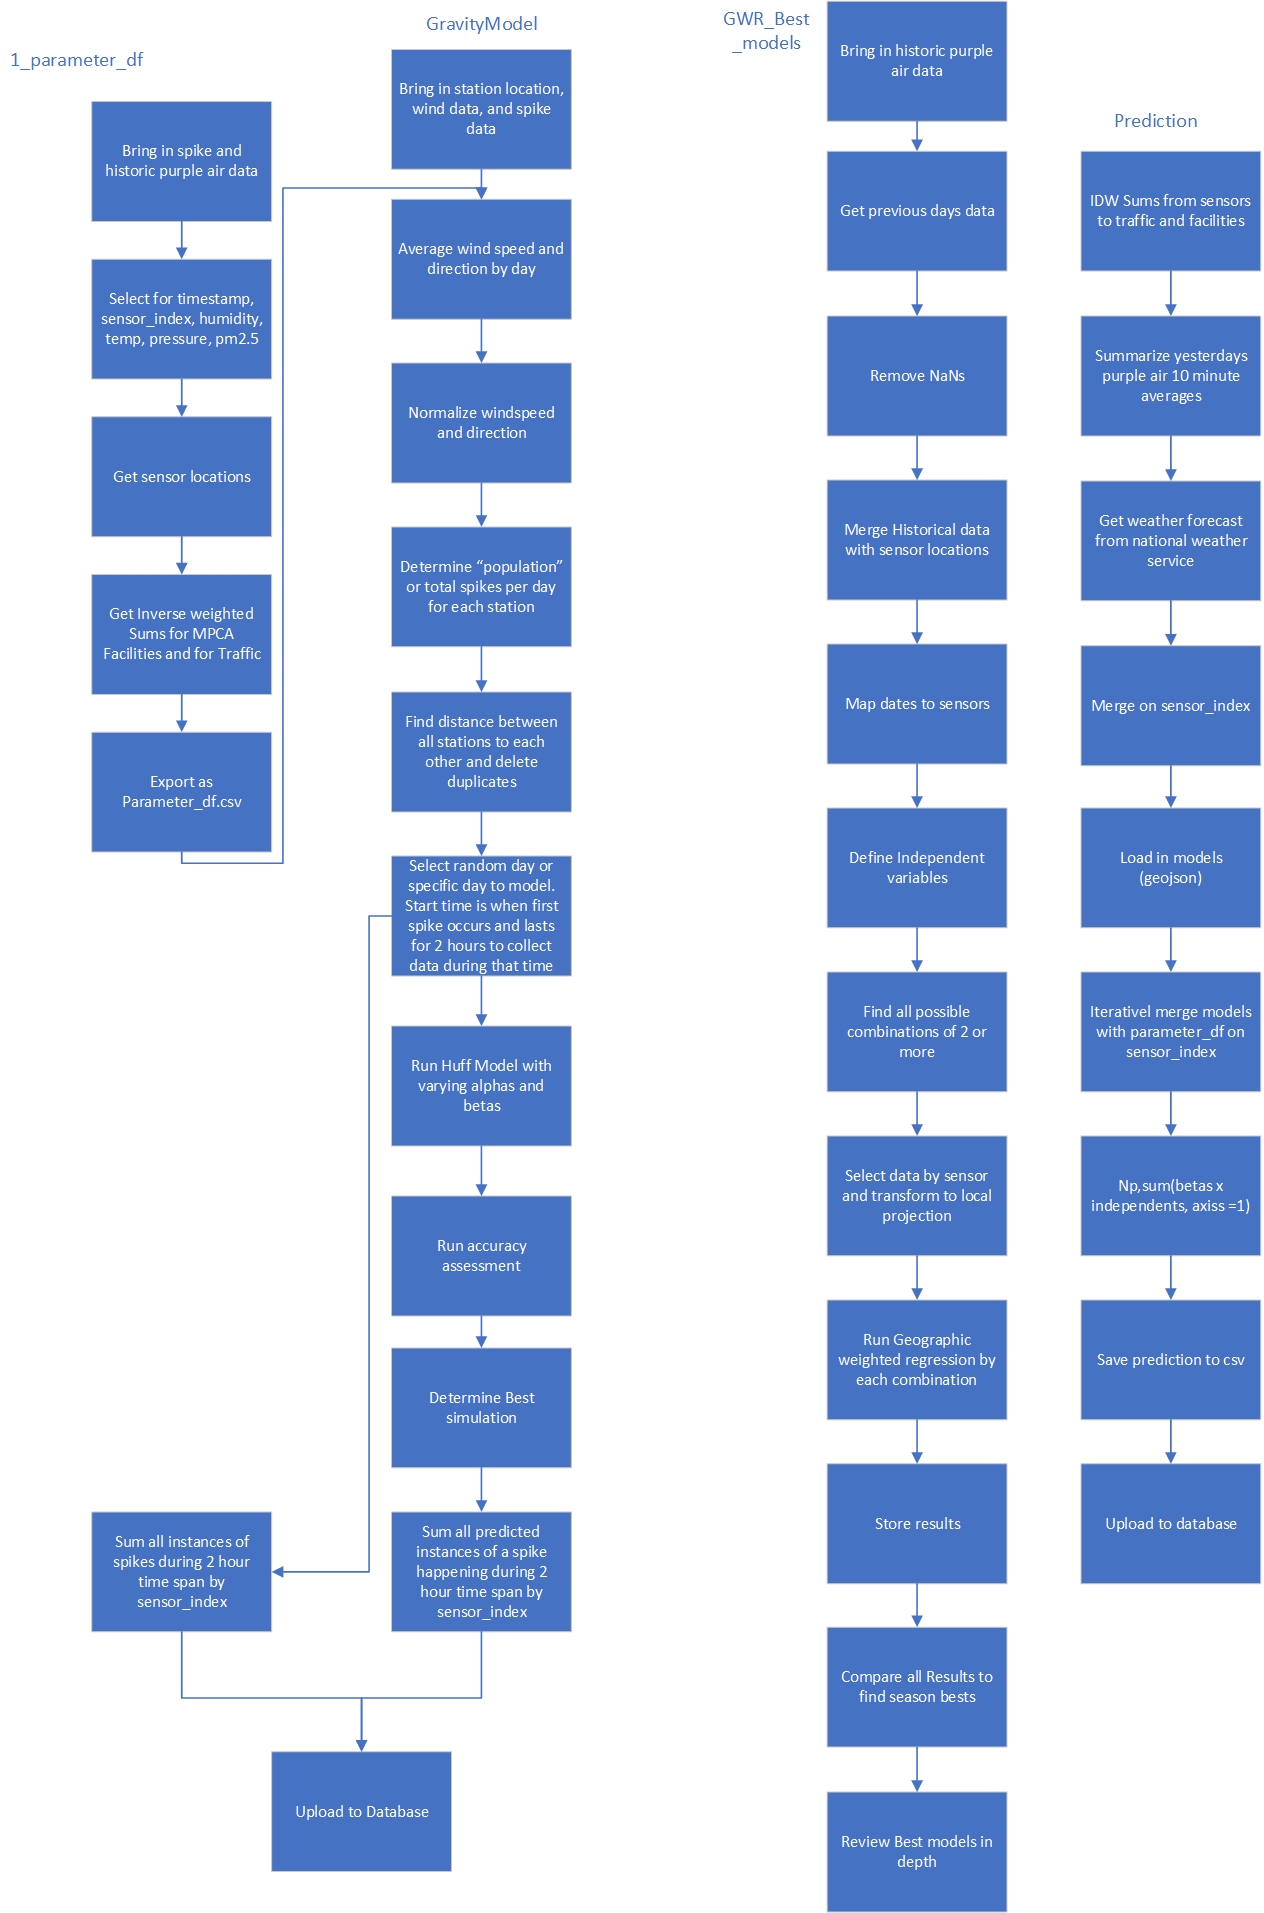 1_parameter_df
Bring in spike and
historic purple air data
Select for timestamp,
sensor_index, humidity,
temp, pressure, pm2.5
Get sensor locations
Get Inverse weighted
Sums for MPCA
Facilities and for Traffic
Export as
Parameter_df.csv
GravityModel
Bring in station location,
wind data, and spike
data
Average wind speed and
direction by day
Normalize windspeed
and direction
Determine “population”
or total spikes per day
for each station
Find distance between
all stations to each
other and delete
duplicates
Select random day or
specific day to model.
Start time is when first
spike occurs and lasts
for 2 hours to collect
data during that time
Run Huff Model with
varying alphas and
betas
Run accuracy
assessment
Determine Best
simulation
Sum all instances of
spikes during 2 hour
time span by
sensor_index
Sum all predicted
instances of a spike
happening during 2
hour time span by
sensor_index
Upload to Database
GWR_Best
_models
Bring in historic purple
air data
Get previous days data
Remove NaNs
Merge Historical data
with sensor locations
Map dates to sensors
Define Independent
variables
Find all possible
combinations of 2 or
more
Select data by sensor
and transform to local
projection
Run Geographic
weighted regression by
each combination
Store results
Compare all Results to
find season bests
Review Best models in
depth
Prediction
IDW Sums from sensors
to traffic and facilities
Summarize yesterdays
purple air 10 minute
averages
Get weather forecast
from national weather
service
Merge on sensor_index
Load in models
(geojson)
Iterativel merge models
with parameter_df on
sensor_index
Np,sum(betas x
independents, axiss =1)
Save prediction to csv
Upload to database